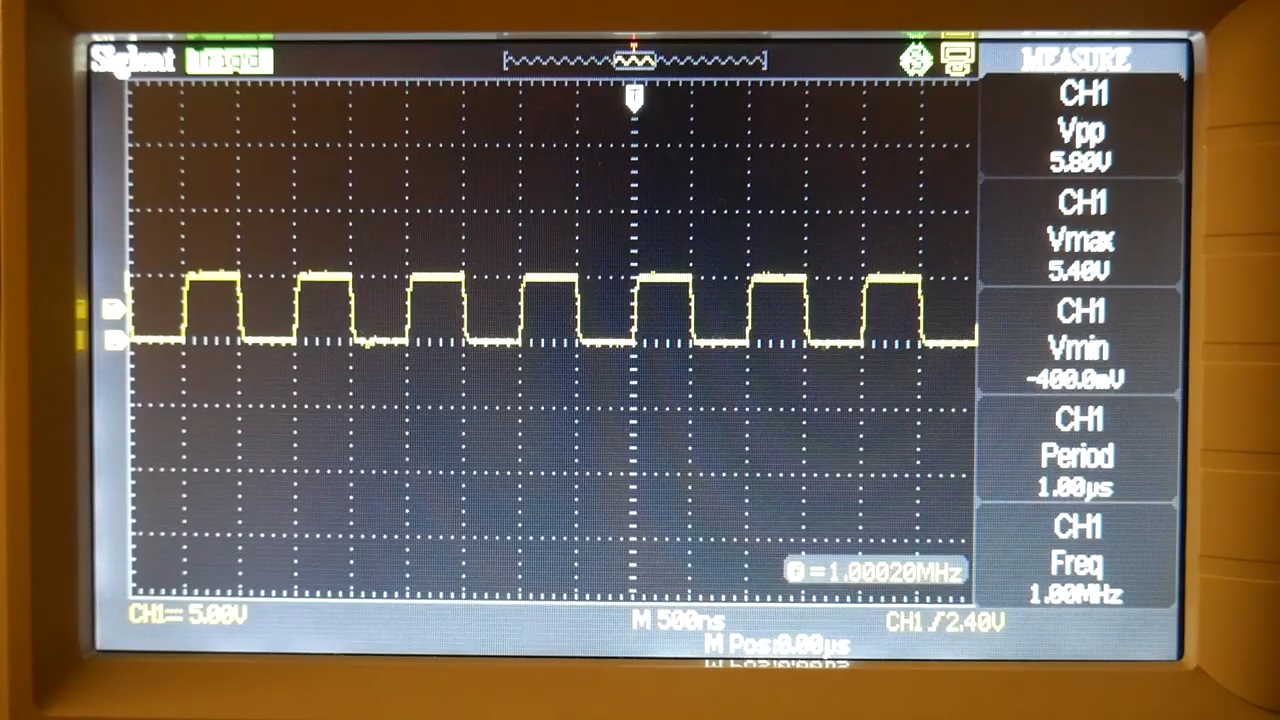 Siglent Trig'd
MEASURE
CH1
Vpp
5.80V
CH1
Vmax
5.40V
CH1
Vmin
-400.0mV
CH1
Period
1.00µs
CH1
Freq
1.00MHz
=1.00020MHz
CH1 5.00V
M 500ns
CH1 2.40V
M Pos:0.00µs